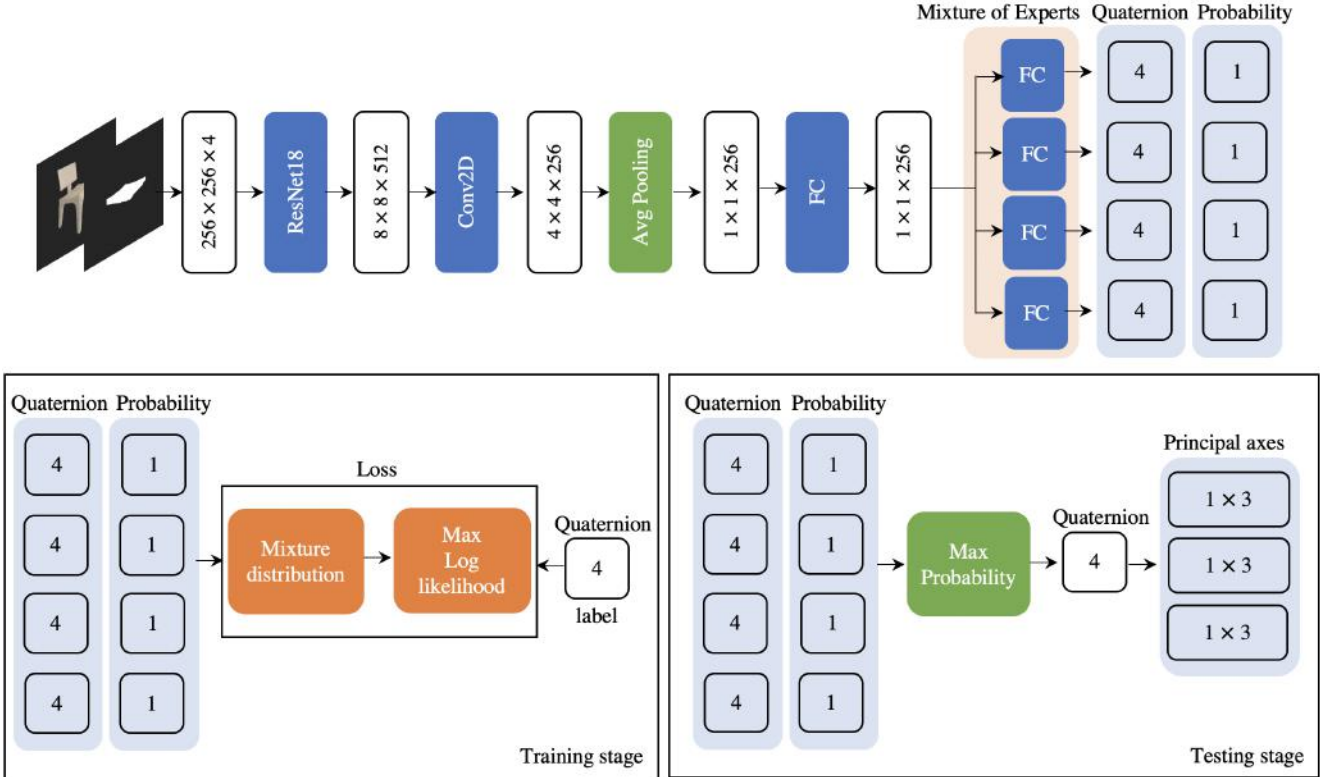 Mixture of Experts Quaternion Probability
256 × 256 × 4
ResNet18
8 × 8 × 512
Conv2D
4 × 4 × 256
Avg Pooling
1 × 1 × 256
FC
1 × 1 × 256
FC 4 1
FC 4 1
FC 4 1
FC 4 1
Quaternion Probability
4 1
4 1
4 1
4 1
Loss
Mixture
distribution
Max
Log
likelihood
Quaternion
4
label
Training stage
Quaternion Probability
4 1
4 1
4 1
4 1
Max
Probability
Quaternion
4
Principal axes
1 × 3
1 × 3
1 × 3
Testing stage